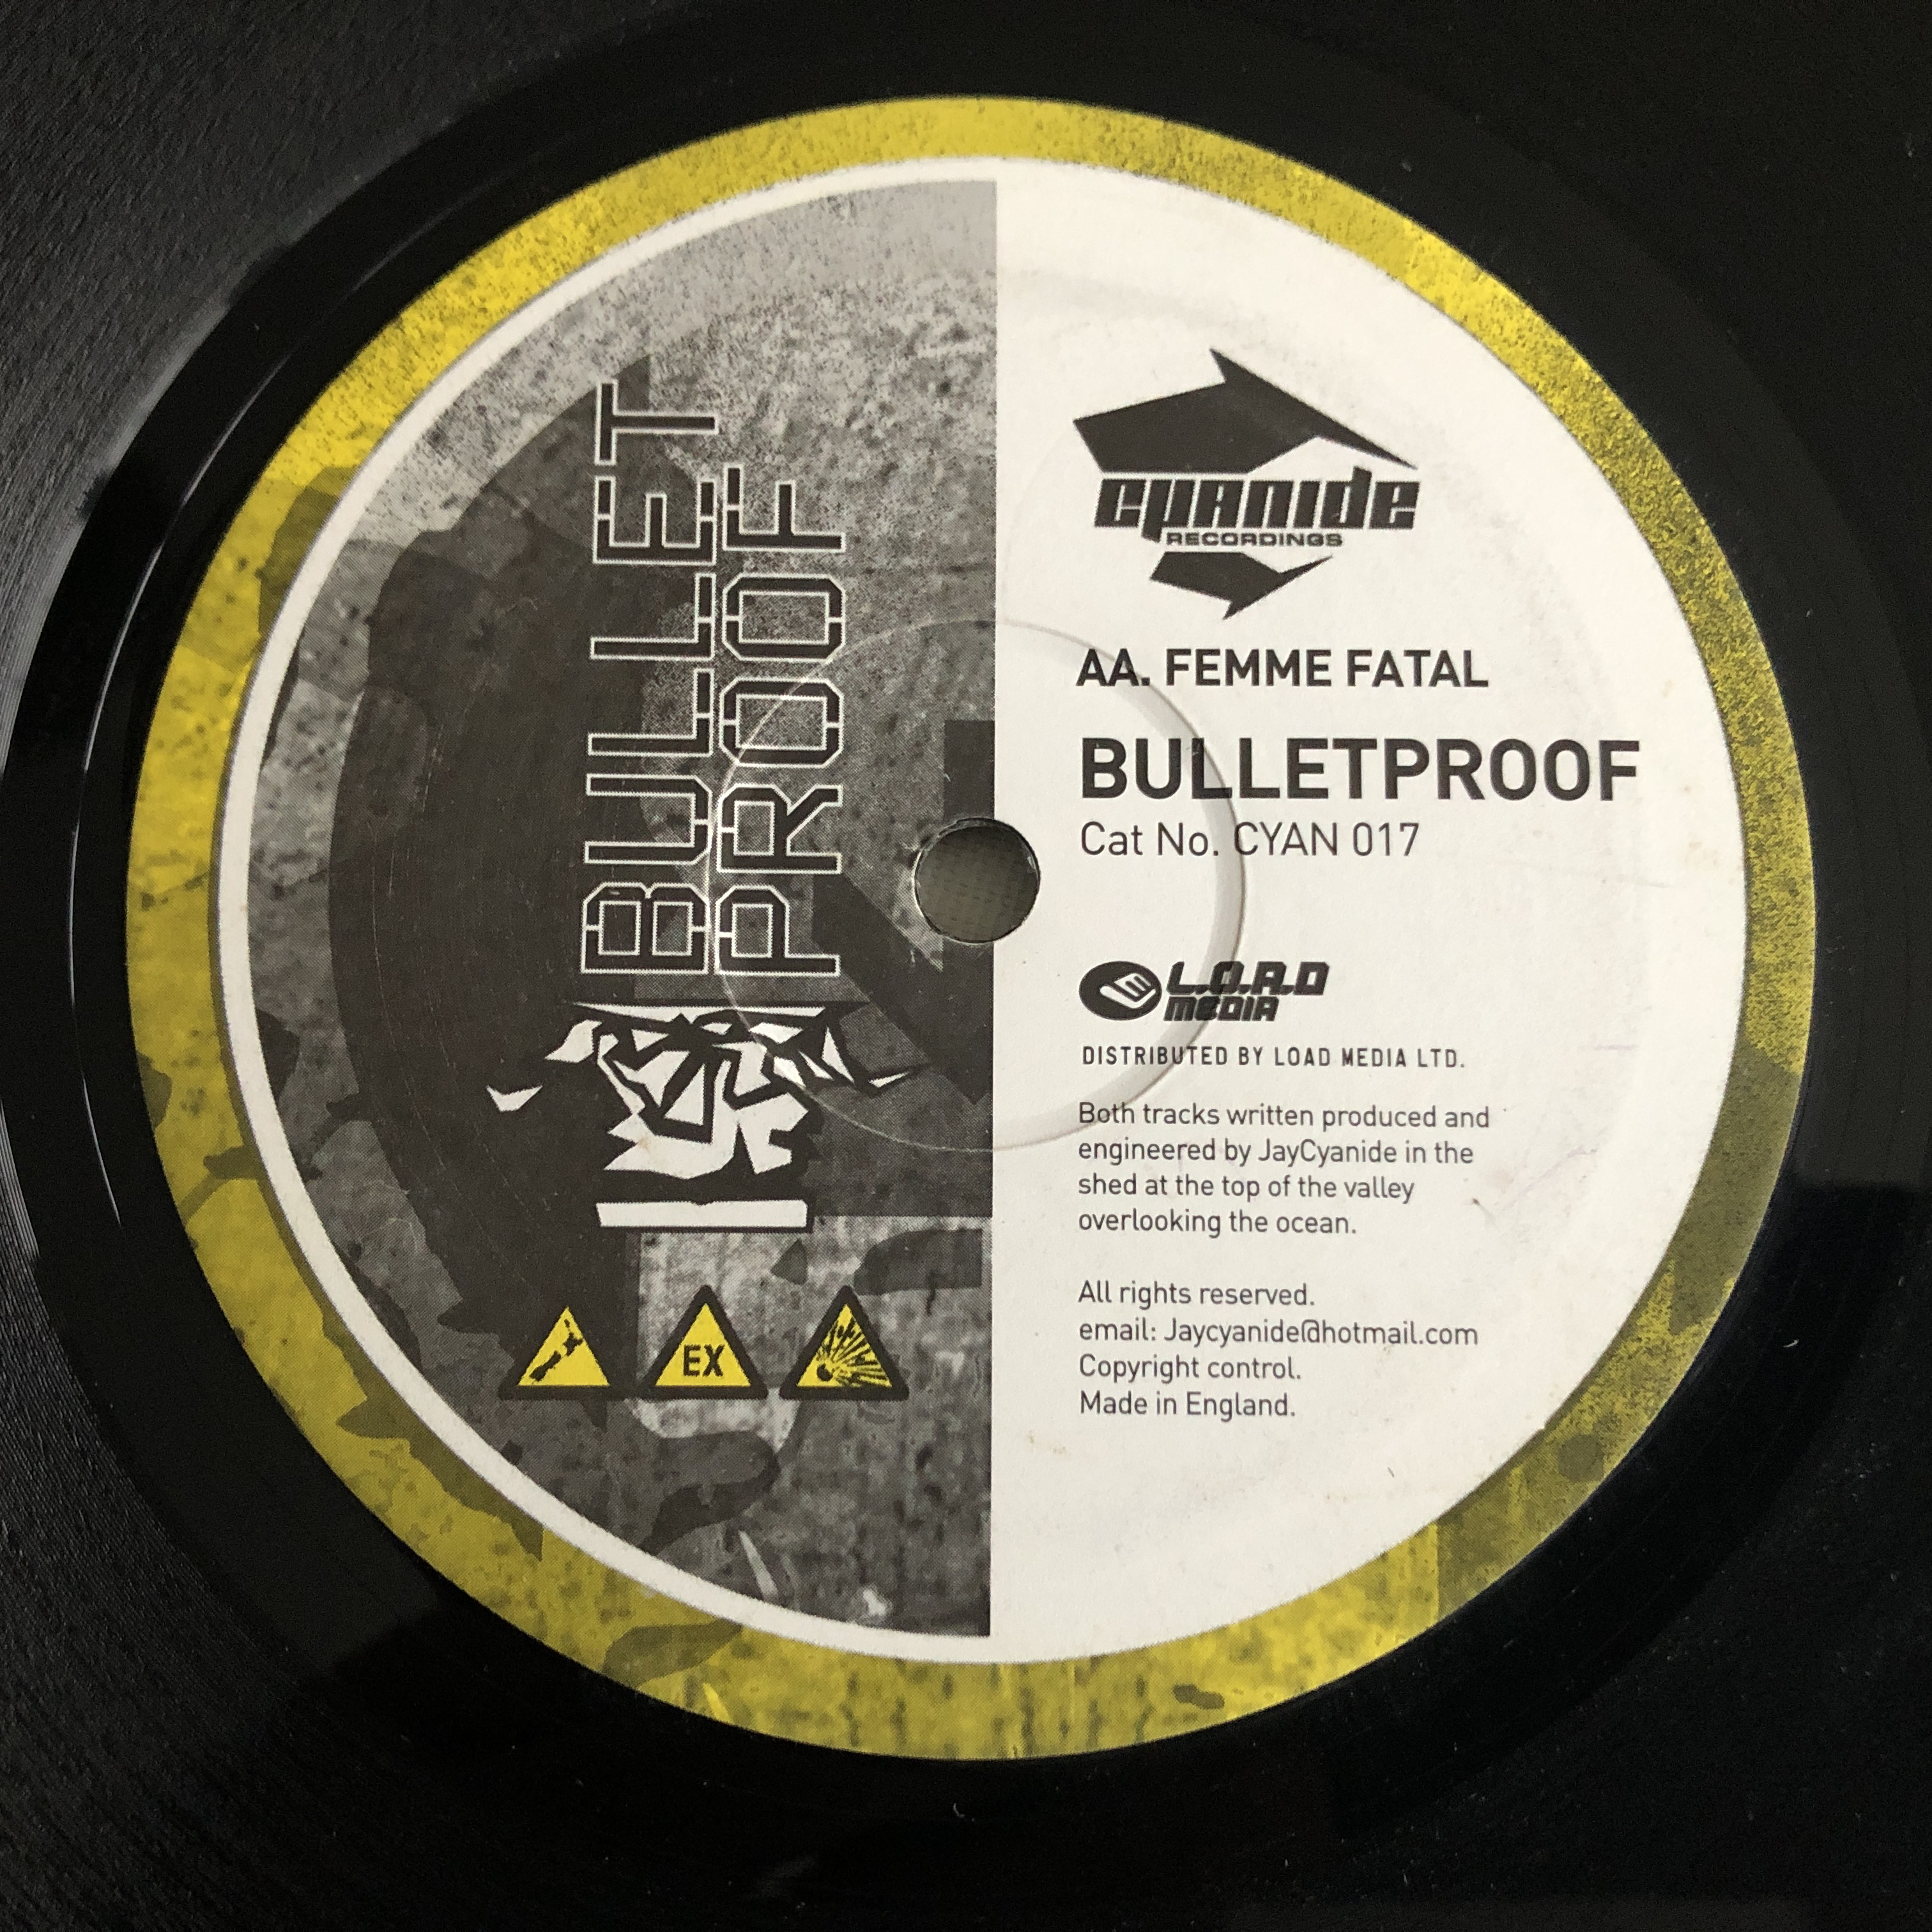 BULLET
PROOF
EX
cyanide
RECORDINGS
AA. FEMME FATAL
BULLETPROOF
Cat No. CYAN 017
L.O.A.D
MEDIA
DISTRIBUTED BY LOAD MEDIA LTD.
Both tracks written produced and
engineered by JayCyanide in the
shed at the top of the valley
overlooking the ocean.
All rights reserved.
email: Jaycyanide@hotmail.com
Copyright control.
Made in England.